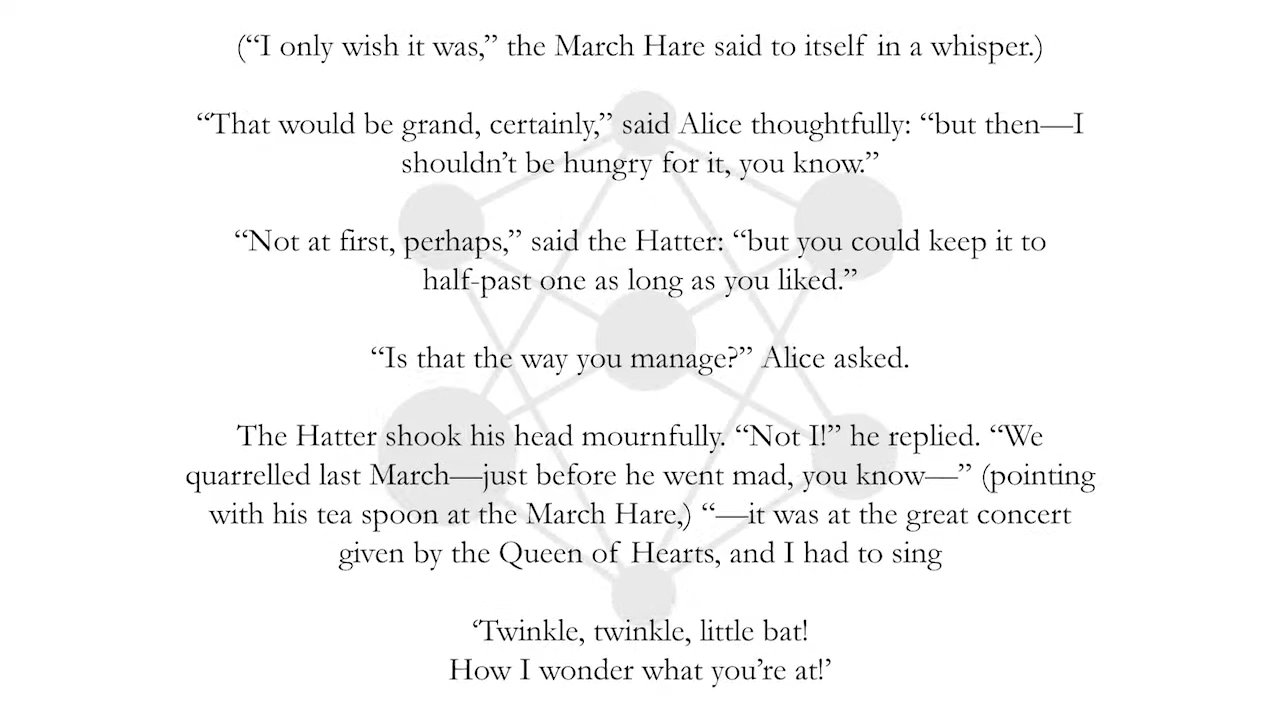 (“I only wish it was,” the March Hare said to itself in a whisper.)
“That would be grand, certainly,” said Alice thoughtfully: “but then—I
shouldn’t be hungry for it, you know.”
“Not at first, perhaps,” said the Hatter: “but you could keep it to
half-past one as long as you liked.”
“Is that the way you manage?” Alice asked.
The Hatter shook his head mournfully. “Not I!” he replied. “We
quarrelled last March—just before he went mad, you know—” (pointing
with his tea spoon at the March Hare,) “—it was at the great concert
given by the Queen of Hearts, and I had to sing
‘Twinkle, twinkle, little bat!
How I wonder what you’re at!’